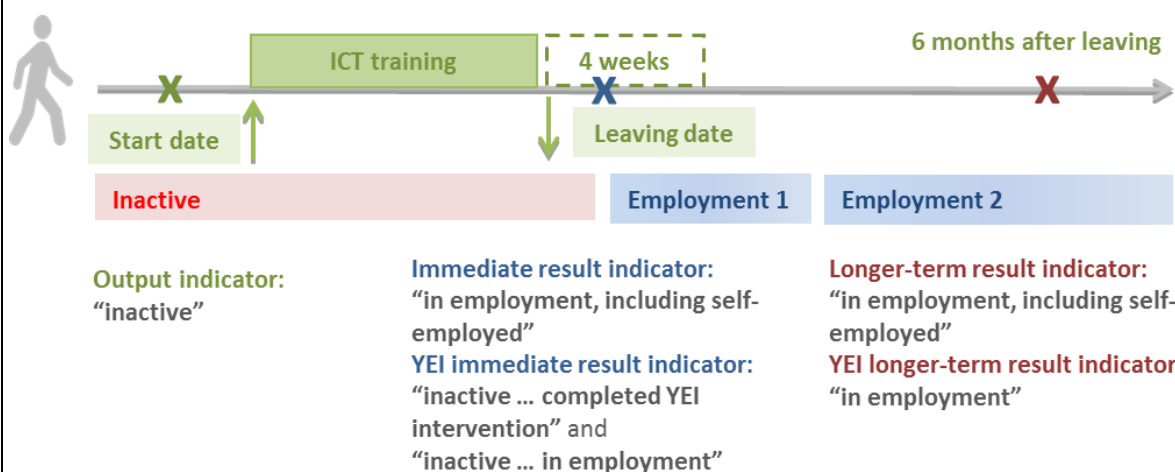 6 months after leaving
ICT training
4 weeks
X
X
X
Start date
Leaving date
Inactive
Employment 1
Employment 2
Output indicator:
“inactive”
Immediate result indicator:
“in employment, including self-
employed”
YEI immediate result indicator:
“inactive ... completed YEI
intervention” and
“inactive ... in employment”
Longer-term result indicator:
“in employment, including self-
employed”
YEI longer-term result indicator
“in employment”